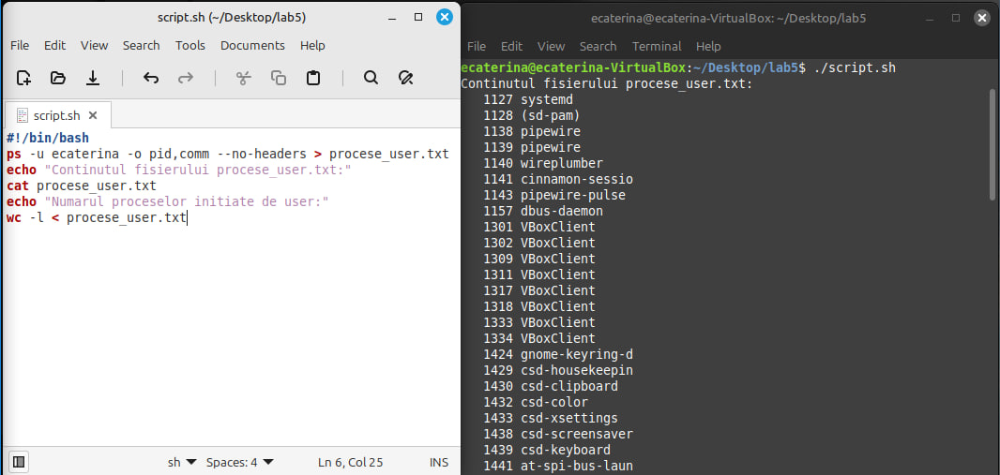 script.sh (~/Desktop/lab5)
File Edit View Search Tools Documents Help
script.sh
#!/bin/bash
ps -u ecaterina -o pid,comm --no-headers > procese_user.txt
echo "Continutul fisierului procese_user.txt:"
cat procese_user.txt
echo "Numarul proceselor initiate de user:"
wc -l < procese_user.txt
sh Spaces: 4 Ln 6, Col 25 INS
ecaterina@ecaterina-VirtualBox: ~/Desktop/lab5
File Edit View Search Terminal Help
ecaterina@ecaterina-VirtualBox:~/Desktop/lab5$ ./script.sh
Continutul fisierului procese_user.txt:
1127 systemd
1128 (sd-pam)
1138 pipewire
1139 pipewire
1140 wireplumber
1141 cinnamon-sessio
1143 pipewire-pulse
1157 dbus-daemon
1301 VBoxClient
1302 VBoxClient
1309 VBoxClient
1311 VBoxClient
1317 VBoxClient
1318 VBoxClient
1333 VBoxClient
1334 VBoxClient
1424 gnome-keyring-d
1429 csd-housekeepin
1430 csd-clipboard
1432 csd-color
1433 csd-xsettings
1438 csd-screensaver
1439 csd-keyboard
1441 at-spi-bus-laun